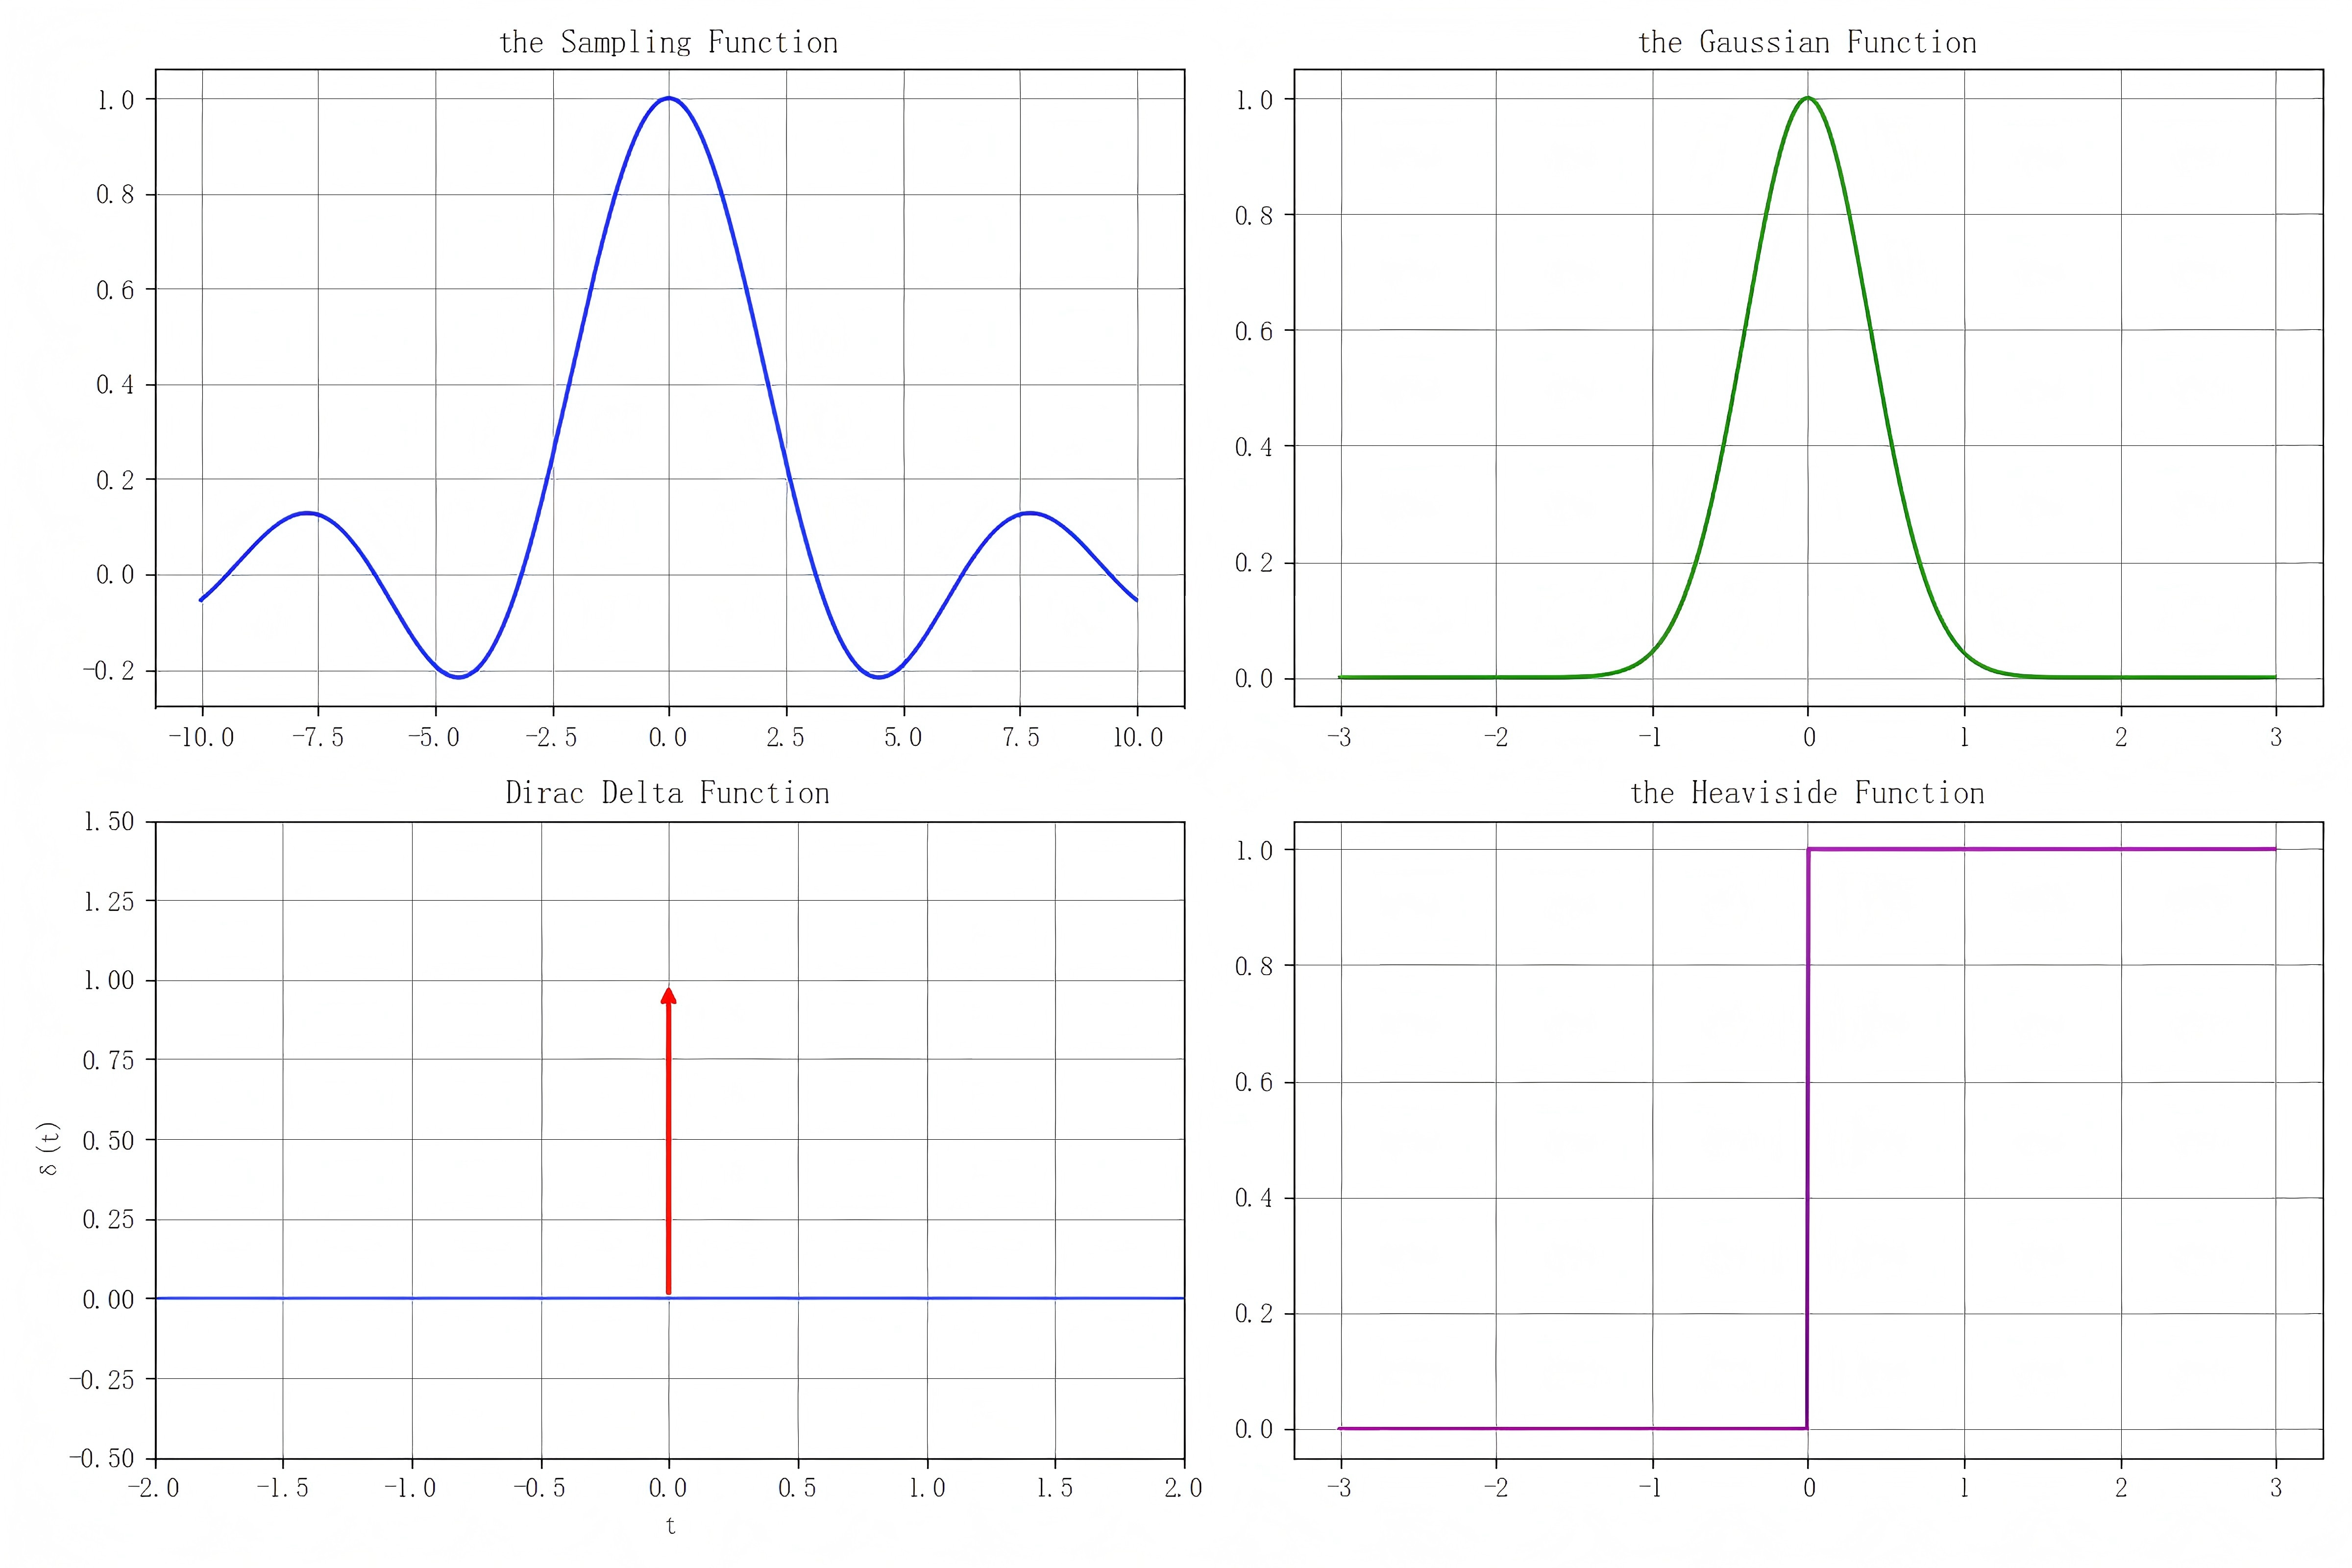 the Sampling Function
1.0
0.8
0.6
0.4
0.2
0.0
-0.2
-10.0 -7.5 -5.0 -2.5 0.0 2.5 5.0 7.5 10.0
the Gaussian Function
1.0
0.8
0.6
0.4
0.2
0.0
-3 -2 -1 0 1 2 3
Dirac Delta Function
δ(t)
1.50
1.25
1.00
0.75
0.50
0.25
0.00
-0.25
-0.50
-2.0 -1.5 -1.0 -0.5 0.0 0.5 1.0 1.5 2.0
t
the Heaviside Function
1.0
0.8
0.6
0.4
0.2
0.0
-3 -2 -1 0 1 2 3